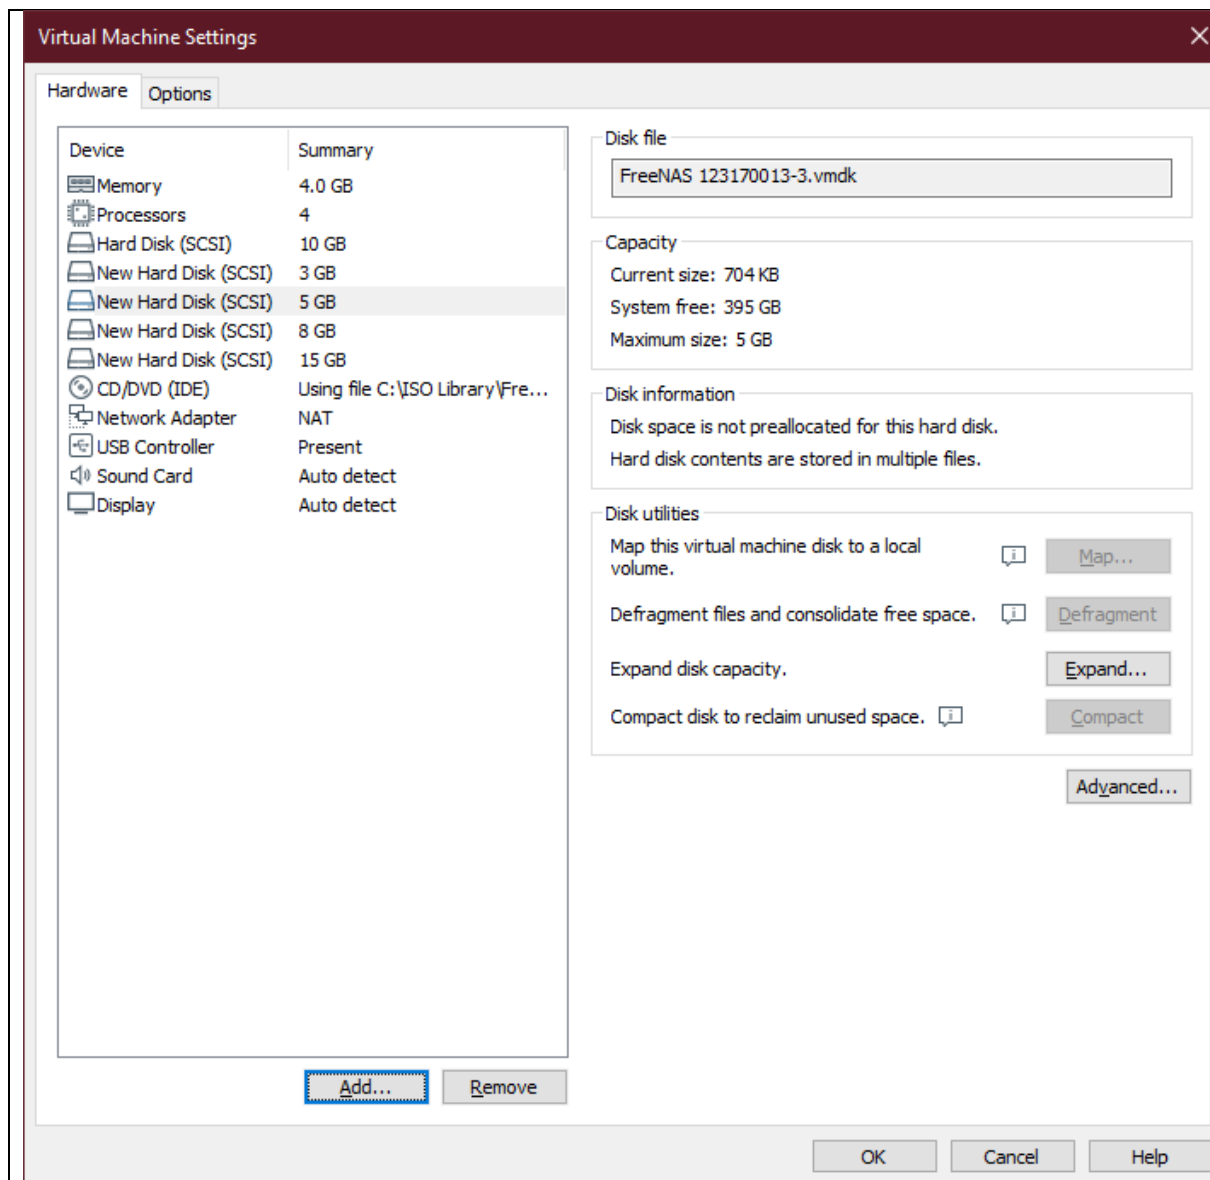 Virtual Machine Settings
Hardware
Options
Device Summary
Memory 4.0 GB
Processors 4
Hard Disk (SCSI) 10 GB
New Hard Disk (SCSI) 3 GB
New Hard Disk (SCSI) 5 GB
New Hard Disk (SCSI) 8 GB
New Hard Disk (SCSI) 15 GB
CD/DVD (IDE) Using file C:\ISO Library\Fre...
Network Adapter NAT
USB Controller Present
Sound Card Auto detect
Display Auto detect
Add... Remove
Disk file
FreeNAS 123170013-3.vmdk
Capacity
Current size: 704 KB
System free: 395 GB
Maximum size: 5 GB
Disk information
Disk space is not preallocated for this hard disk.
Hard disk contents are stored in multiple files.
Disk utilities
Map this virtual machine disk to a local
volume.
Map...
Defragment files and consolidate free space. Defragment
Expand disk capacity. Expand...
Compact disk to reclaim unused space. Compact
Advanced...
OK Cancel Help